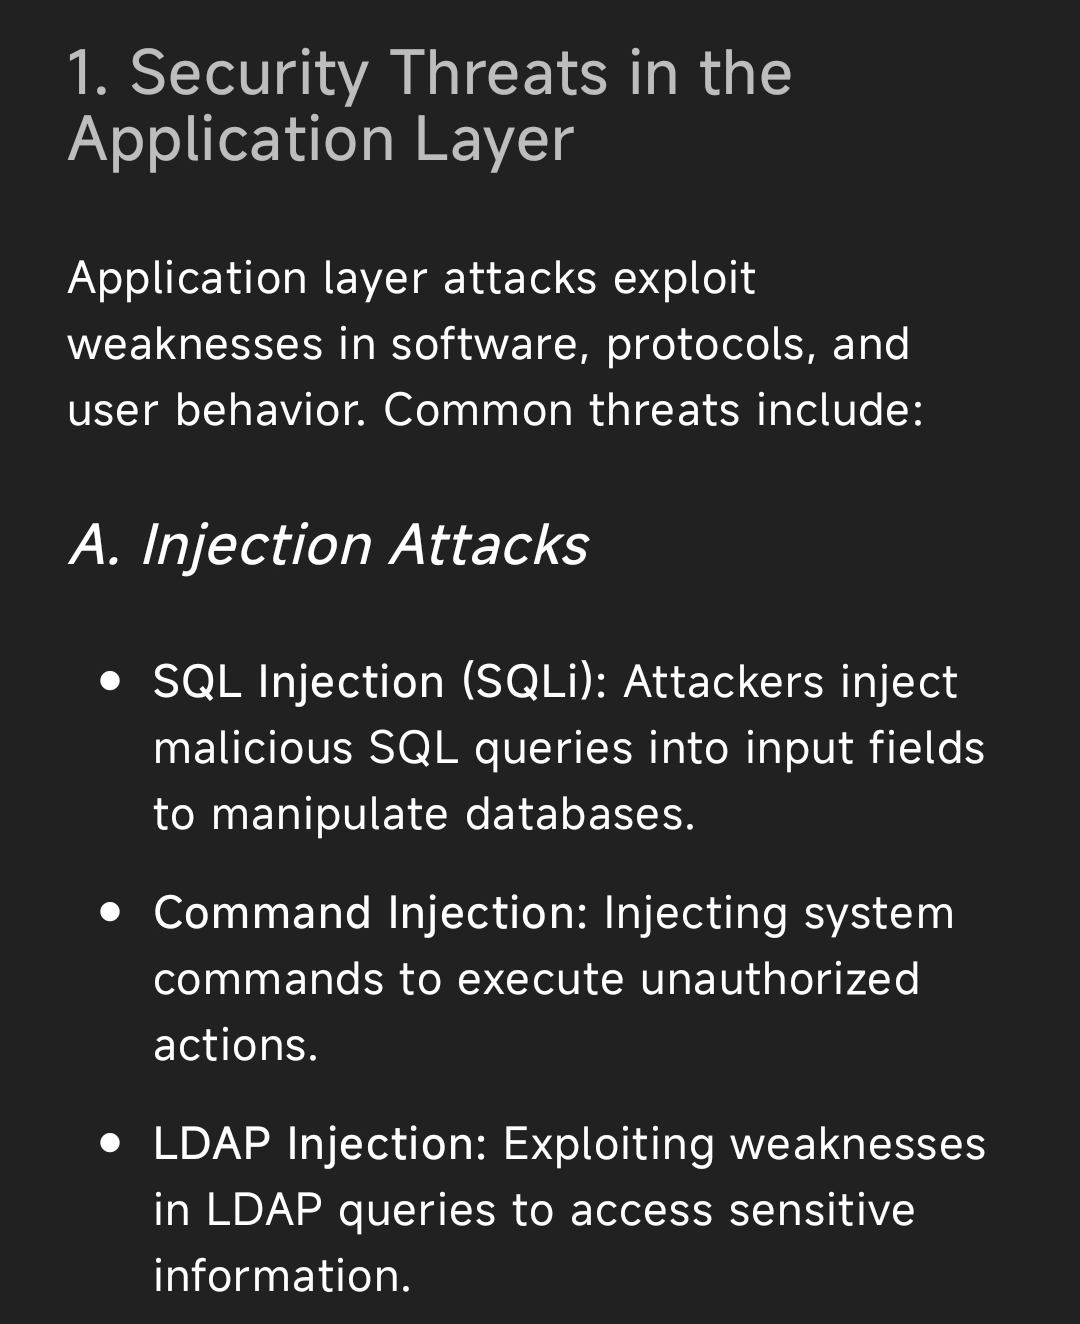 1. Security Threats in the
Application Layer
Application layer attacks exploit
weaknesses in software, protocols, and
user behavior. Common threats include:
A. Injection Attacks
• SQL Injection (SQLi): Attackers inject
malicious SQL queries into input fields
to manipulate databases.
• Command Injection: Injecting system
commands to execute unauthorized
actions.
• LDAP Injection: Exploiting weaknesses
in LDAP queries to access sensitive
information.